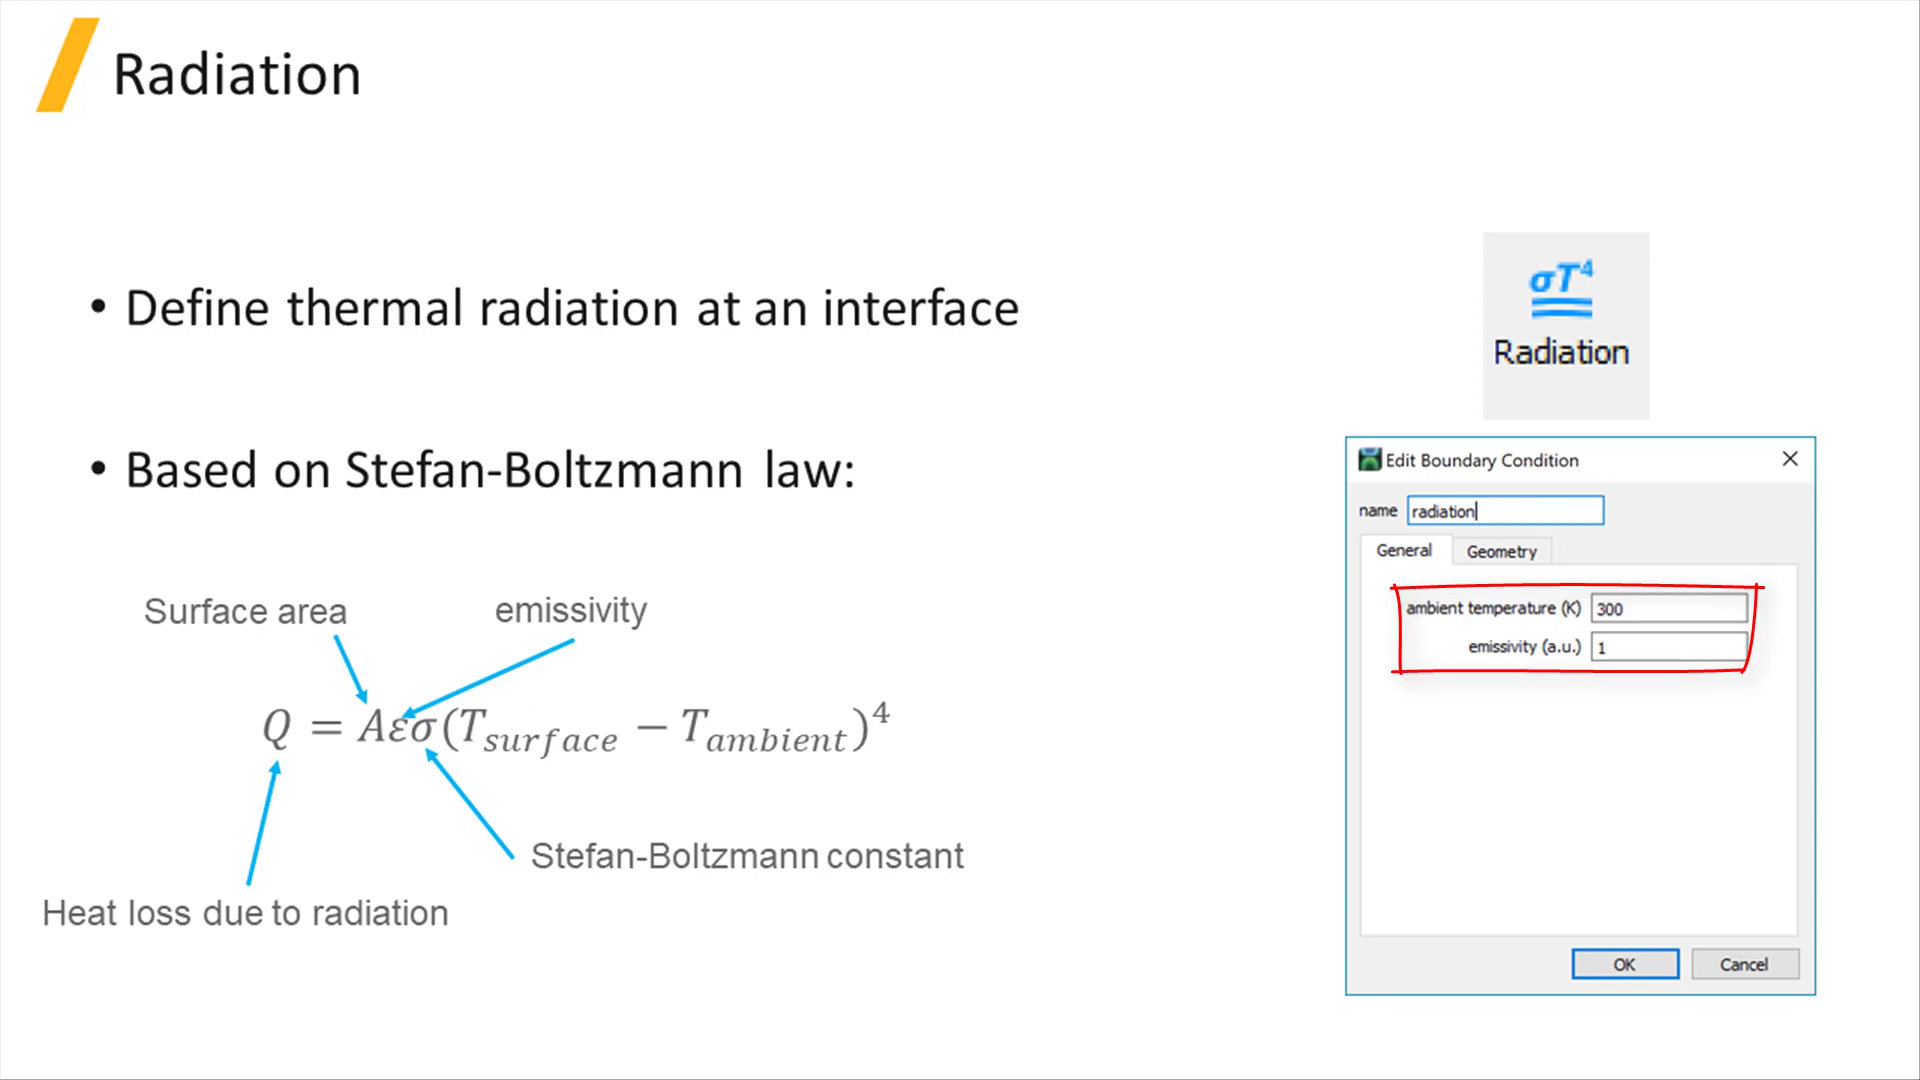 Radiation
• Define thermal radiation at an interface
• Based on Stefan-Boltzmann law:
Surface area
emissivity
Q = Aεσ(T_surface − T_ambient)^4
Stefan-Boltzmann constant
Heat loss due to radiation
σT^4
Radiation
Edit Boundary Condition
name radiation
General Geometry
ambient temperature (K) 300
emissivity (a.u.) 1
OK Cancel